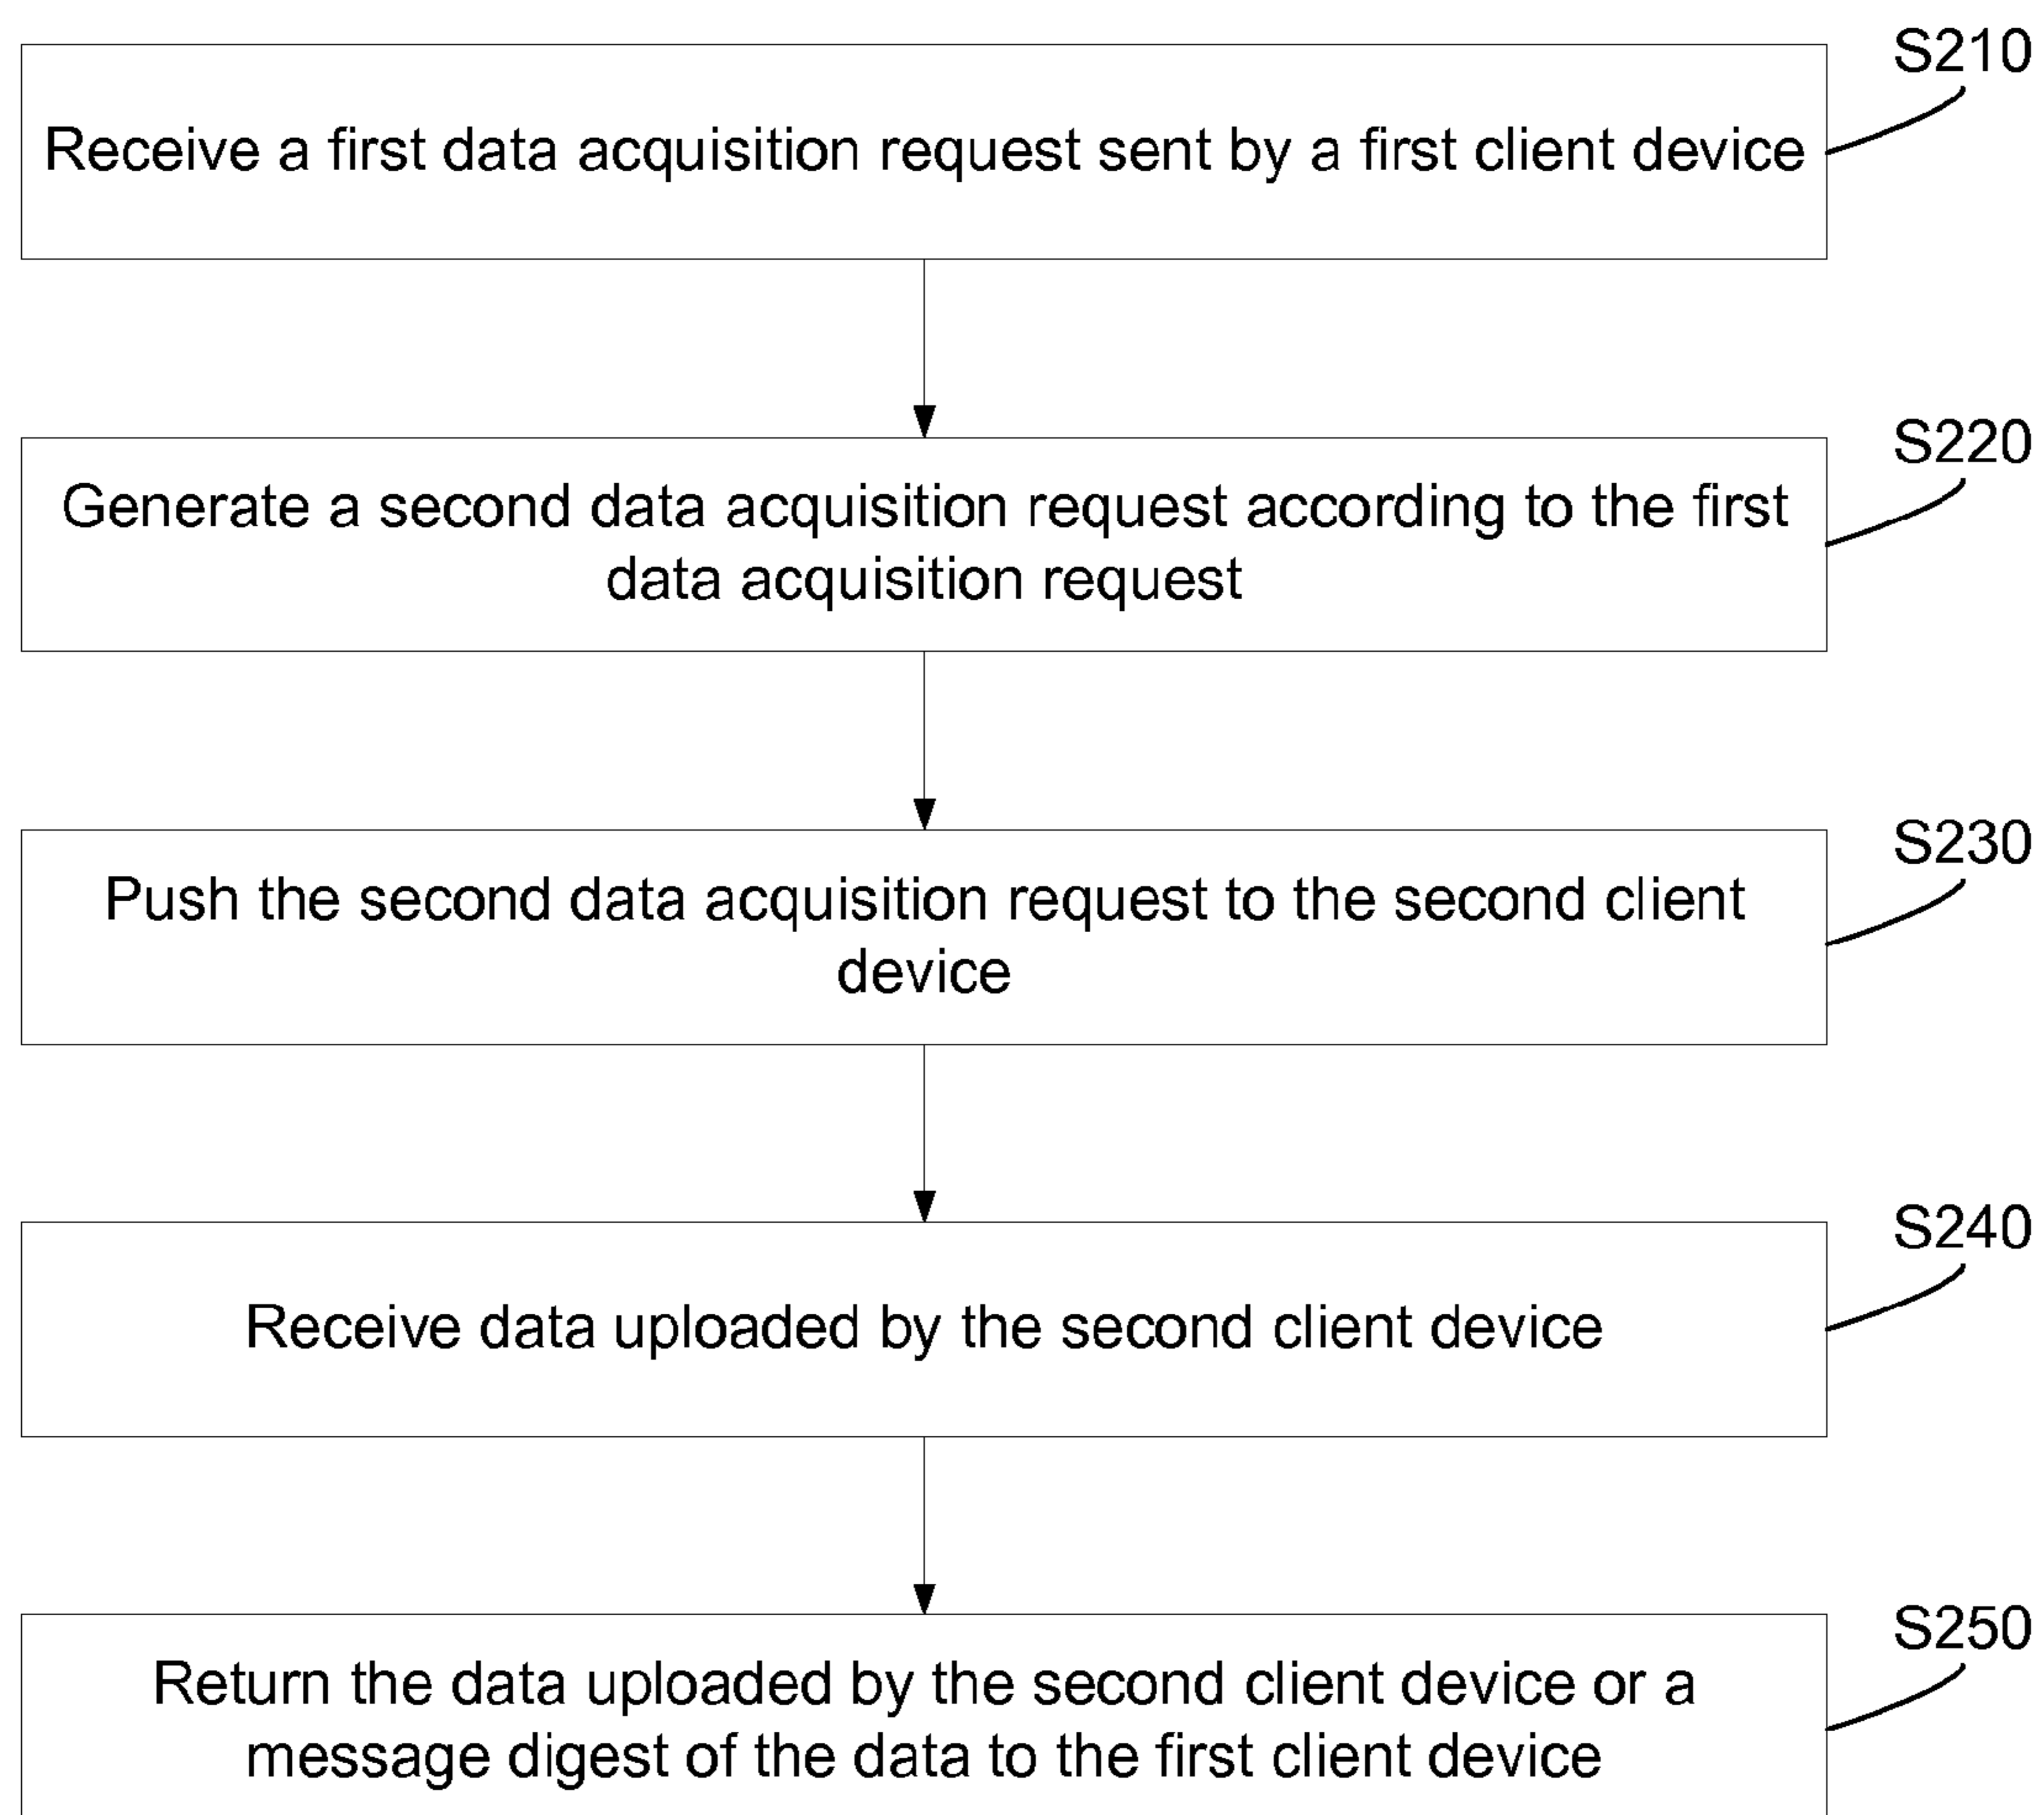 S210
Receive a first data acquisition request sent by a first client device
S220
Generate a second data acquisition request according to the first
data acquisition request
S230
Push the second data acquisition request to the second client
device
S240
Receive data uploaded by the second client device
S250
Return the data uploaded by the second client device or a
message digest of the data to the first client device